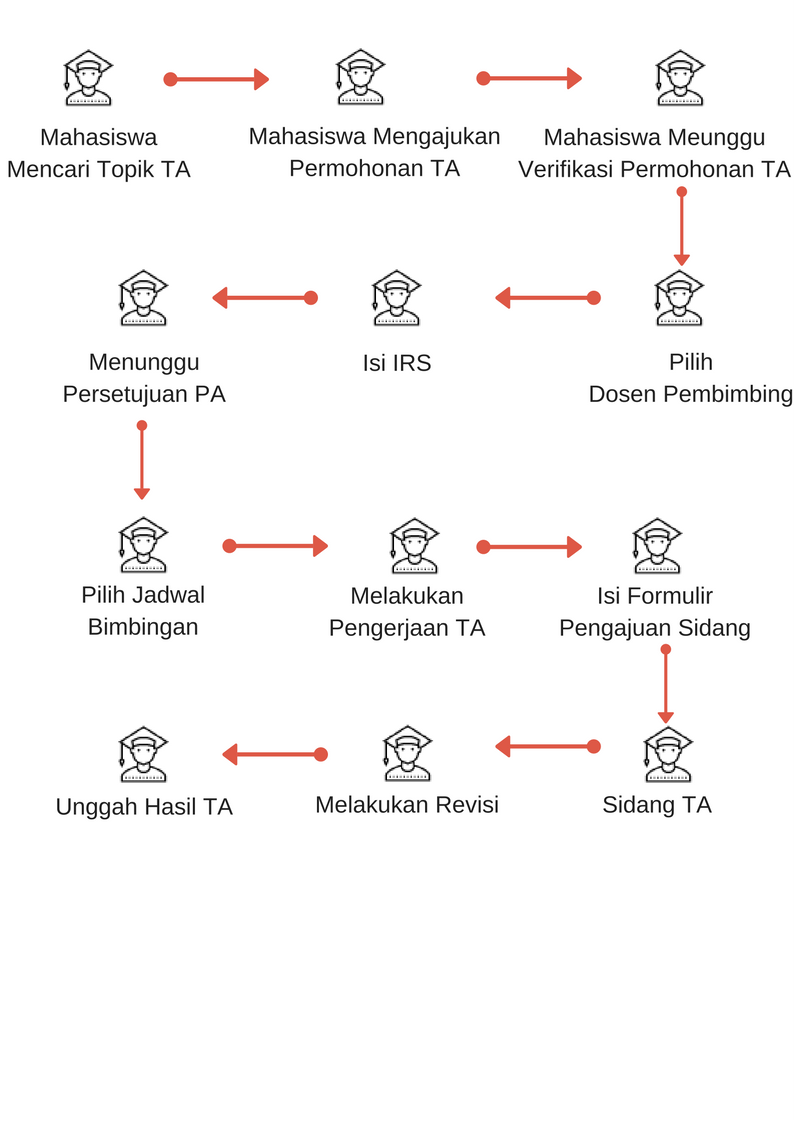 Mahasiswa
Mencari Topik TA
Mahasiswa Mengajukan
Permohonan TA
Mahasiswa Meunggu
Verifikasi Permohonan TA
Pilih
Dosen Pembimbing
Isi IRS
Menunggu
Persetujuan PA
Pilih Jadwal
Bimbingan
Melakukan
Pengerjaan TA
Isi Formulir
Pengajuan Sidang
Sidang TA
Melakukan Revisi
Unggah Hasil TA